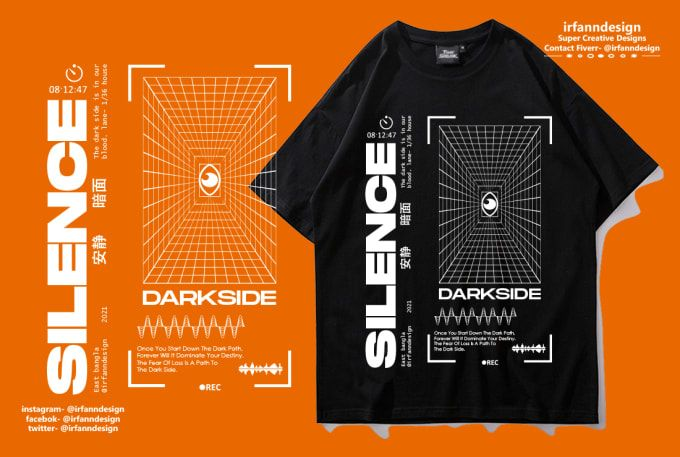 irfanndesign
Super Creative Designs
Contact Fiverr- @irfanndesign
08·12:47
SILENCE
The dark side is in our
blood. lane- 1/36 house
安静 暗面
East bangla 2021
@irfanndesign
DARKSIDE
Once You Start Down The Dark Path,
Forever Will It Dominate Your Destiny.
The Fear Of Loss Is A Path To
The Dark Side.
REC
instagram- @irfanndesign
facebok- @irfanndesign
twitter- @irfanndesign
08·12:47
SILENCE
The dark side is in our
blood. lane- 1/36 house
安静 暗面
East bangla 2021
@irfanndesign
DARKSIDE
Once You Start Down The Dark Path,
Forever Will It Dominate Your Destiny.
The Fear Of Loss Is A Path To
The Dark Side.
REC